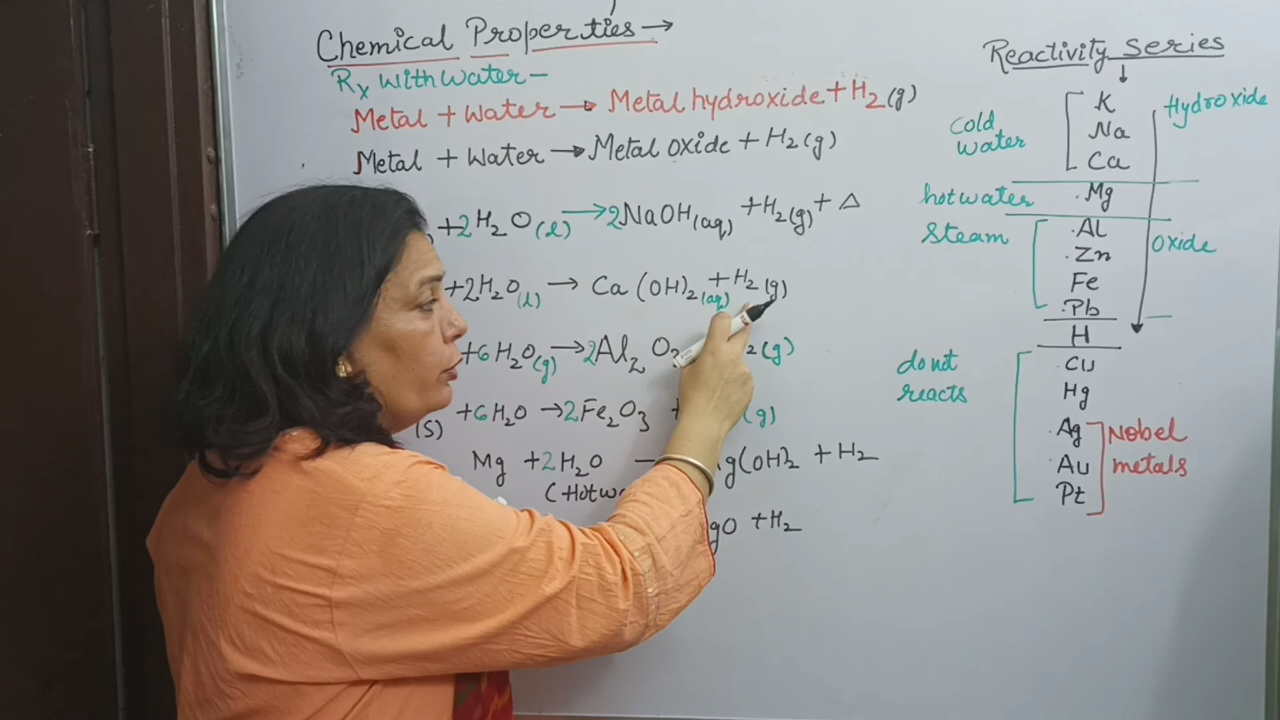 Chemical Properties →
Rx with water –
Metal + Water → Metal hydroxide + H₂ (g)
Metal + Water → Metal oxide + H₂ (g)
+ 2H₂O (l) → 2NaOH (aq) + H₂ (g) + Δ
+ 2H₂O (l) → Ca(OH)₂ (aq) + H₂ (g)
+ 6H₂O (g) → 2Al₂O₃ ₂ (g)
(S) + 6H₂O → 2Fe₂O₃ + (g)
Mg + 2H₂O — g(OH)₂ + H₂
(Hotw
gO + H₂
Reactivity series
↓
cold water
K
Na
Ca
Hydroxide
hot water
.Mg
steam
.Al
.Zn
Fe
.Pb
oxide
H
do not reacts
.Cu
Hg
.Ag
.Au
Pt
Nobel metals